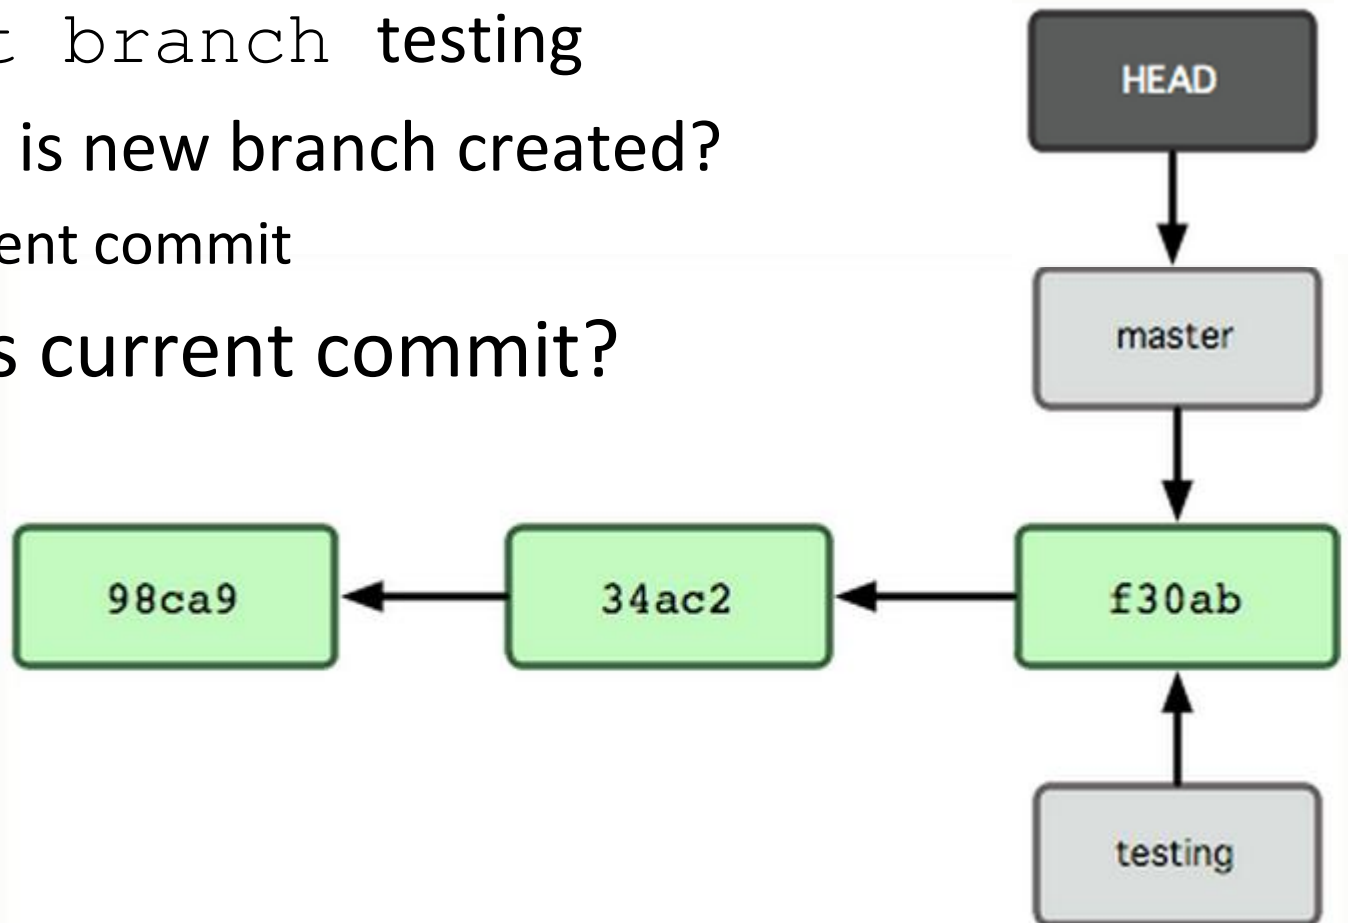 t branch testing
is new branch created?
ent commit
s current commit?
HEAD
master
98ca9
34ac2
f30ab
testing